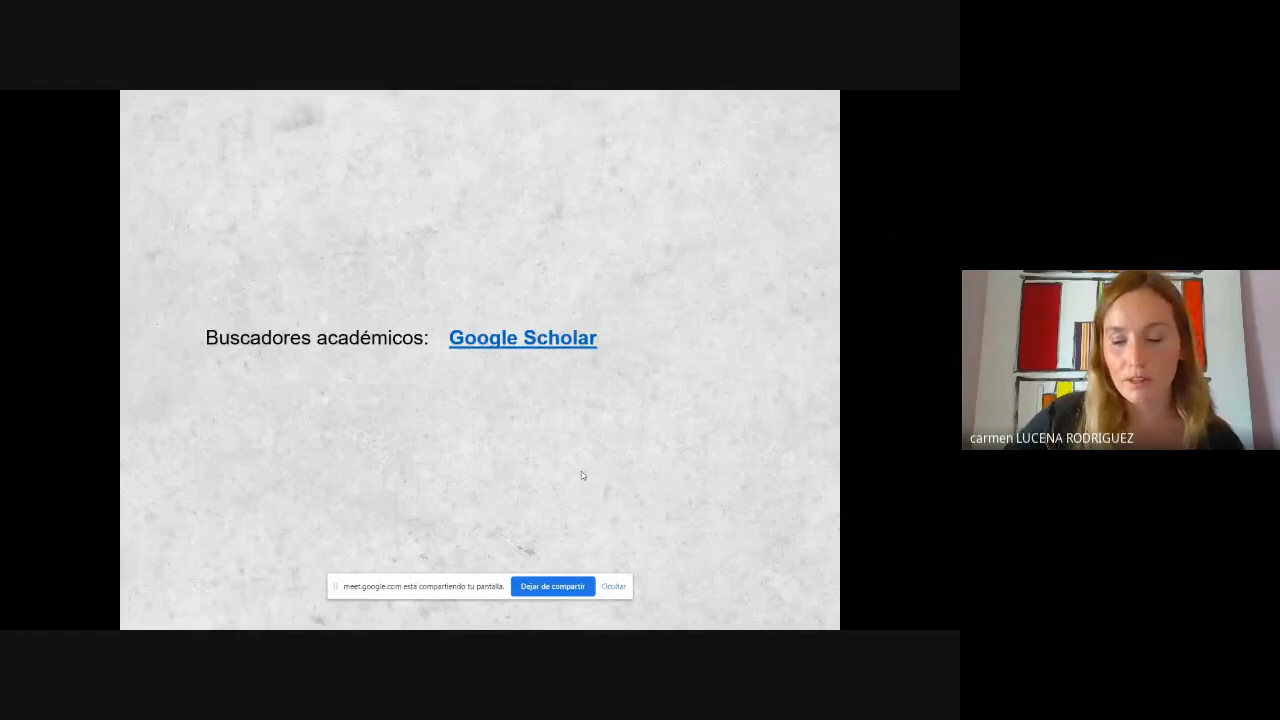 Buscadores académicos: Google Scholar
carmen LUCENA RODRIGUEZ
meet.google.com está compartiendo tu pantalla. Dejar de compartir Ocultar